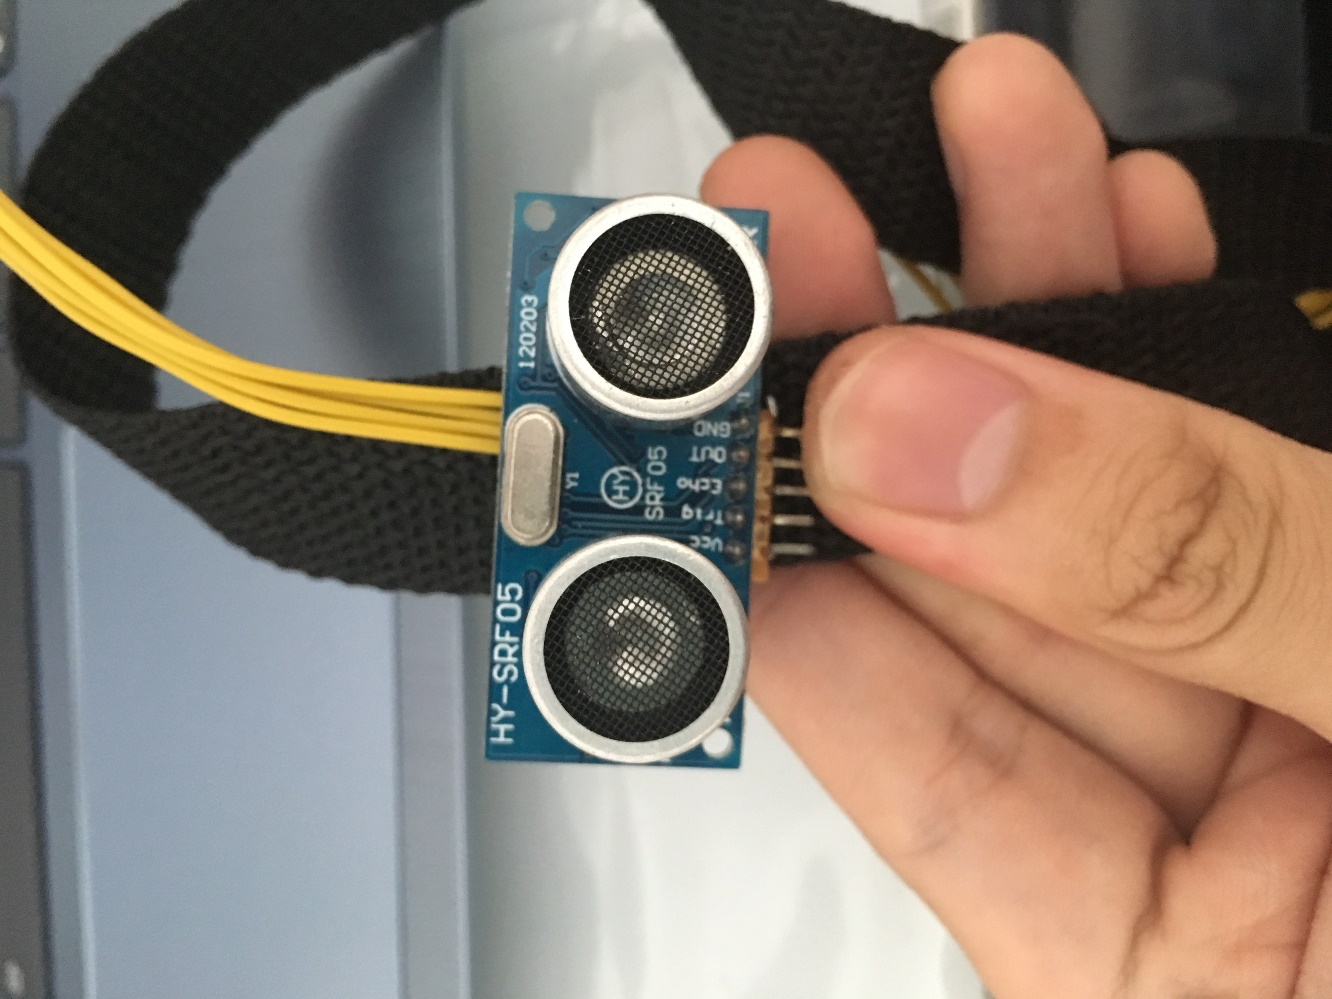 HY-SRF05
120203
Y1
HY
SRF05
GND
OUT
Echo
Trig
Vcc